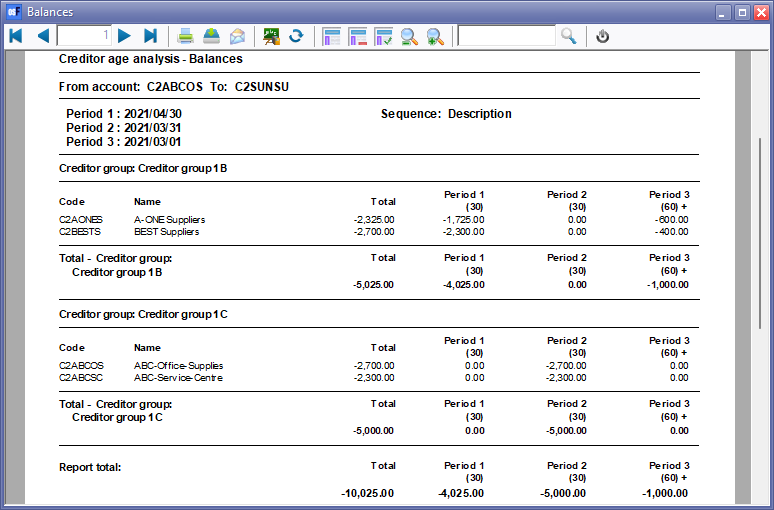 Balances
1
Creditor age analysis - Balances
From account: C2ABCOS To: C2SUNSU
Period 1 : 2021/04/30 Sequence: Description
Period 2 : 2021/03/31
Period 3 : 2021/03/01
Creditor group: Creditor group 1B
Code Name Total Period 1 (30) Period 2 (30) Period 3 (60) +
C2AONES A-ONE Suppliers -2,325.00 -1,725.00 0.00 -600.00
C2BESTS BEST Suppliers -2,700.00 -2,300.00 0.00 -400.00
Total - Creditor group: Total Period 1 Period 2 Period 3
Creditor group 1B (30) (30) (60) +
-5,025.00 -4,025.00 0.00 -1,000.00
Creditor group: Creditor group 1C
Code Name Total Period 1 (30) Period 2 (30) Period 3 (60) +
C2ABCOS ABC-Office-Supplies -2,700.00 0.00 -2,700.00 0.00
C2ABCSC ABC-Service-Centre -2,300.00 0.00 -2,300.00 0.00
Total - Creditor group: Total Period 1 Period 2 Period 3
Creditor group 1C (30) (30) (60) +
-5,000.00 0.00 -5,000.00 0.00
Report total: Total Period 1 Period 2 Period 3
(30) (30) (60) +
-10,025.00 -4,025.00 -5,000.00 -1,000.00